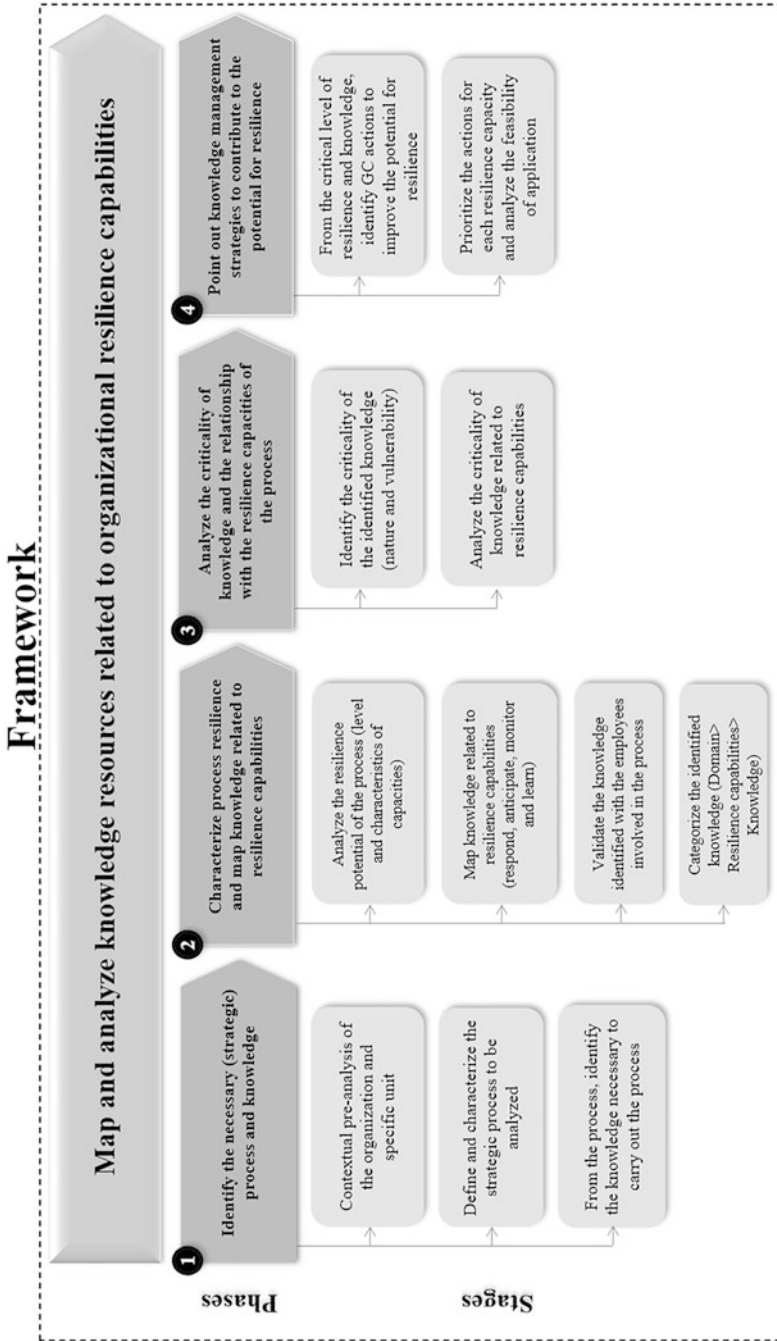 Framework
Map and analyze knowledge resources related to organizational resilience capabilities
Phases
1
Identify the necessary (strategic)
process and knowledge
2
Characterize process resilience
and map knowledge related to
resilience capabilities
3
Analyze the criticality of
knowledge and the relationship
with the resilience capacities of
the process
4
Point out knowledge management
strategies to contribute to the
potential for resilience
Stages
Contextual pre-analysis of
the organization and
specific unit
Define and characterize the
strategic process to be
analyzed
From the process, identify
the knowledge necessary to
carry out the process
Analyze the resilience
potential of the process (level
and characteristics of
capacities)
Map knowledge related to
resilience capabilities
(respond, anticipate, monitor
and learn)
Validate the knowledge
identified with the employees
involved in the process
Categorize the identified
knowledge (Domain>
Resilience capabilities>
Knowledge)
Identify the criticality of
the identified knowledge
(nature and vulnerability)
Analyze the criticality of
knowledge related to
resilience capabilities
From the critical level of
resilience and knowledge,
identify GC actions to
improve the potential for
resilience
Prioritize the actions for
each resilience capacity
and analyze the feasibility
of application